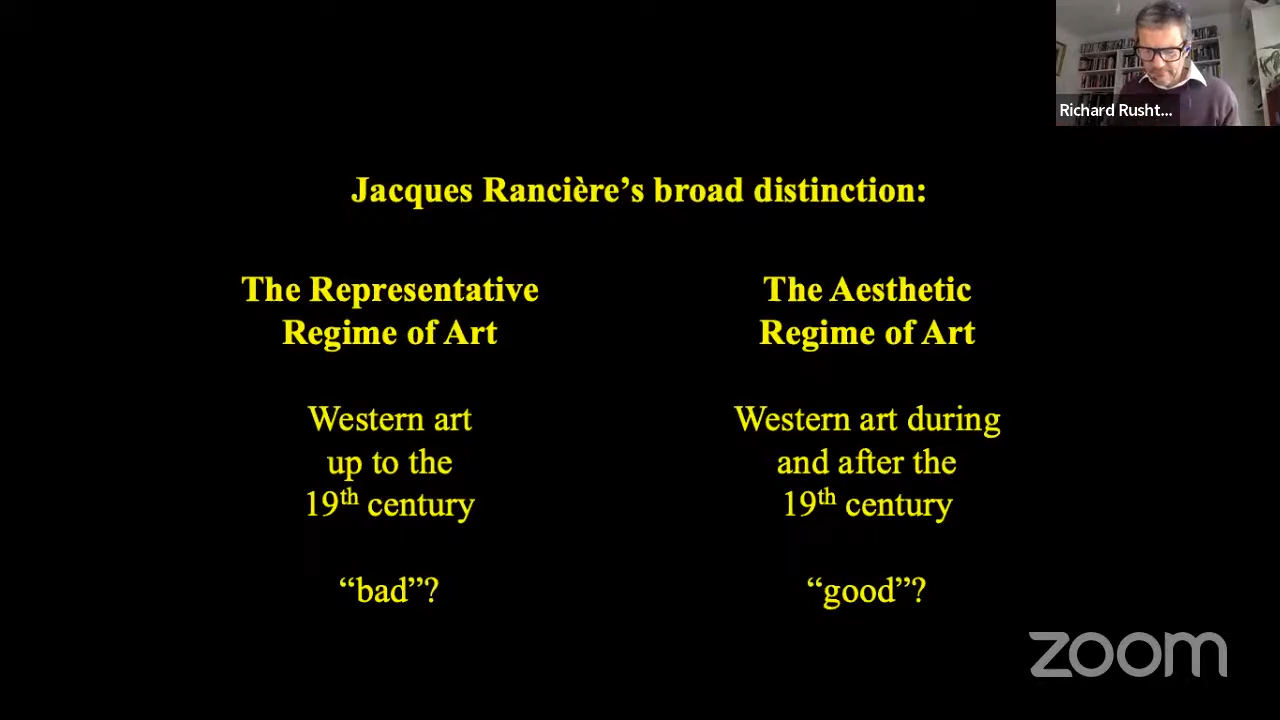 Richard Rusht...
Jacques Rancière’s broad distinction:
The Representative
Regime of Art
Western art
up to the
19th century
“bad”?
The Aesthetic
Regime of Art
Western art during
and after the
19th century
“good”?
zoom